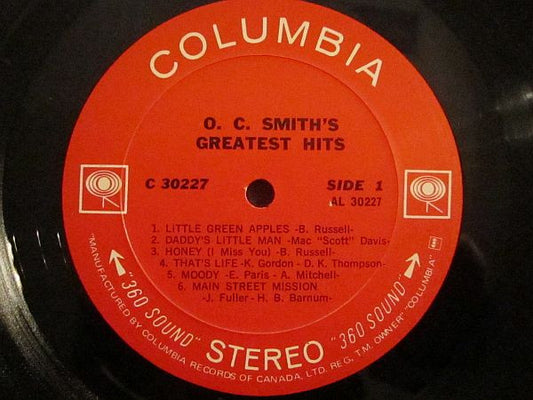 COLUMBIA
O. C. SMITH'S
GREATEST HITS
C 30227
SIDE 1
AL 30227
1. LITTLE GREEN APPLES -B. Russell-
2. DADDY'S LITTLE MAN -Mac "Scott" Davis-
3. HONEY (I Miss You) -B. Russell-
4. THAT'S LIFE -K. Gordon - D. K. Thompson-
5. MOODY -E. Paris - A. Mitchell-
6. MAIN STREET MISSION
-J. Fuller - H. B. Barnum-
"360 SOUND" STEREO "360 SOUND"
"MANUFACTURED BY COLUMBIA RECORDS OF CANADA, LTD. REG. T.M. OWNER" "COLUMBIA"